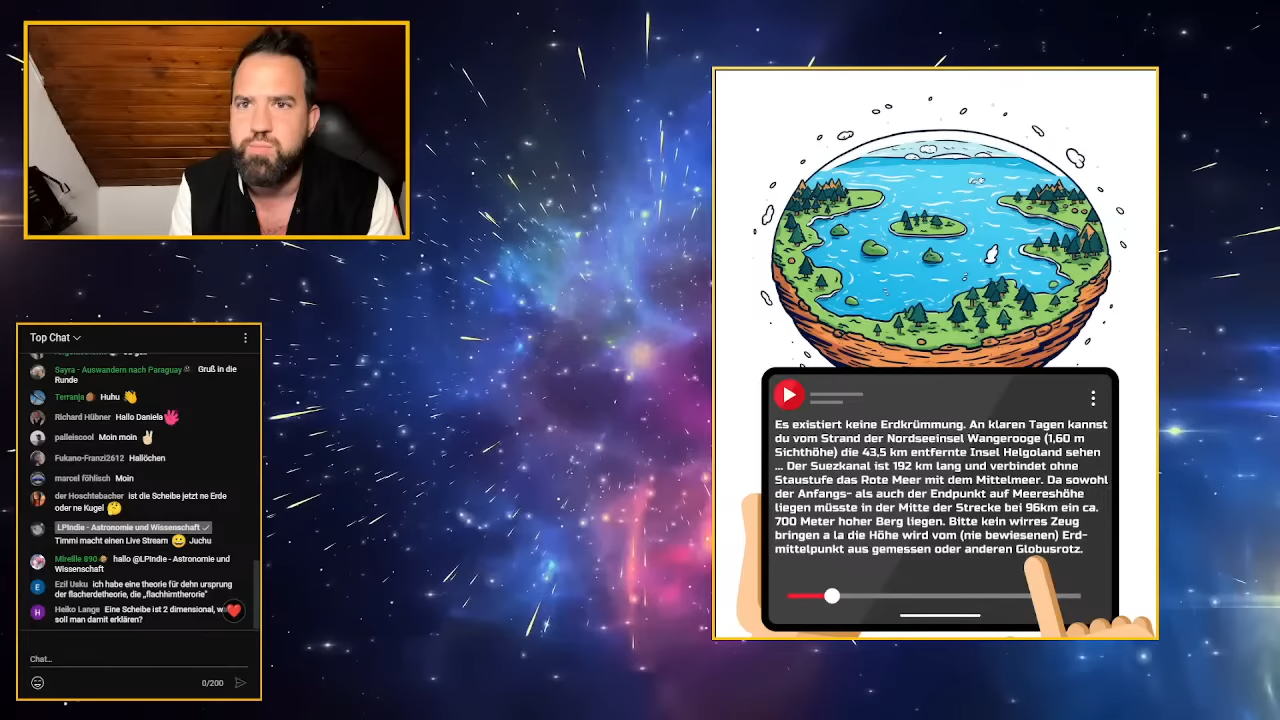 Top Chat
Sayra - Auswandern nach Paraguay Gruß in die
Runde
Terranja Huhu
Richard Hübner Hallo Daniela
palleiscool Moin moin
Fukano-Franzi2612 Hallöchen
marcel föhlisch Moin
der Hoschtebacher ist die Scheibe jetzt ne Erde
oder ne Kugel
LPIndie - Astronomie und Wissenschaft
Timmi macht einen Live Stream Juchu
Mireille 890 hallo @LPIndie - Astronomie und
Wissenschaft
Ezil Usku ich habe eine theorie für dehn ursprung
der flacherdetheorie, die „flachhirntherorie"
Heiko Lange Eine Scheibe ist 2 dimensional,
soll man damit erklären?
Chat...
0/200
Es existiert keine Erdkrümmung. An klaren Tagen kannst
du vom Strand der Nordseeinsel Wangerooge (1,60 m
Sichthöhe) die 43,5 km entfernte Insel Helgoland sehen
... Der Suezkanal ist 192 km lang und verbindet ohne
Staustufe das Rote Meer mit dem Mittelmeer. Da sowohl
der Anfangs- als auch der Endpunkt auf Meereshöhe
liegen müsste in der Mitte der Strecke bei 96km ein ca.
700 Meter hoher Berg liegen. Bitte kein wirres Zeug
bringen a la die Höhe wird vom (nie bewiesenen) Erd-
mittelpunkt aus gemessen oder anderen Globusrotz.